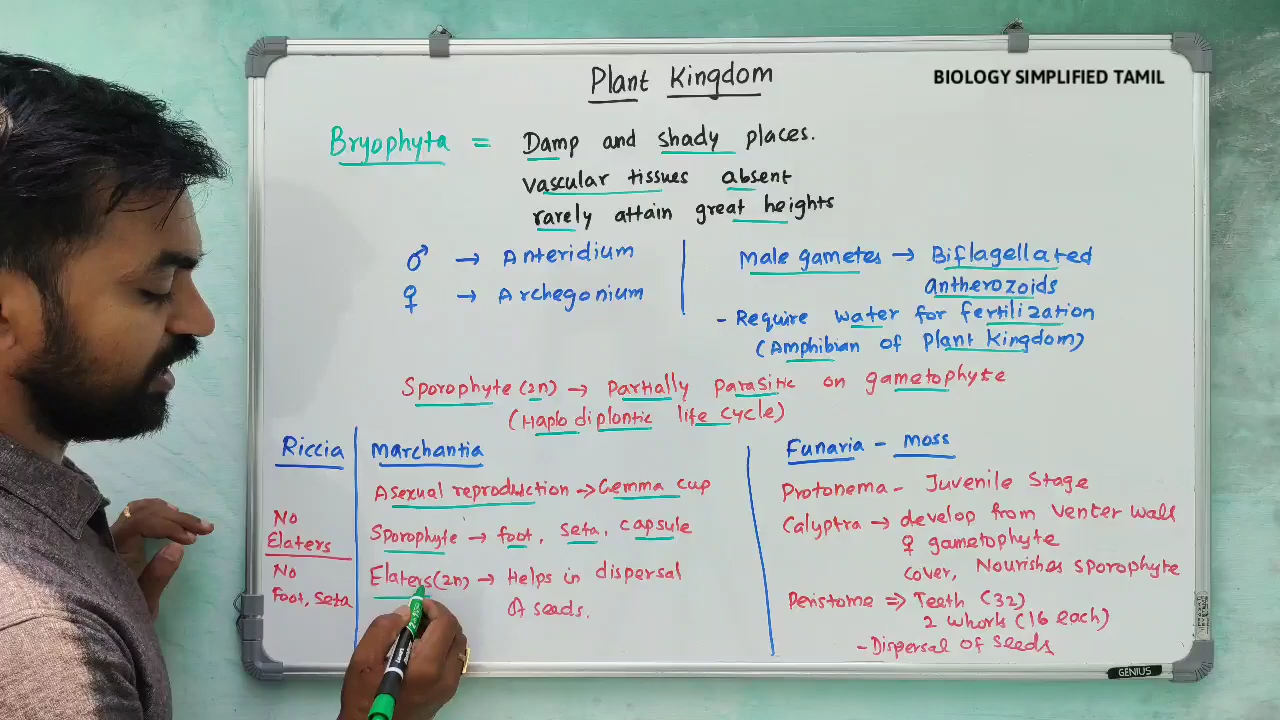 Plant Kingdom
BIOLOGY SIMPLIFIED TAMIL
Bryophyta = Damp and shady places.
vascular tissues absent
rarely attain great heights
♂ → Anteridium
♀ → Archegonium
Male gametes → Biflagellated
antherozoids
- Require water for fertilization
(Amphibian of plant kingdom)
Sporophyte (2n) → Partially parasitic on gametophyte
(Haplo diplontic life cycle)
Riccia
No
Elaters
No
Foot, seta
Marchantia
Asexual reproduction → Gemma cup
Sporophyte → foot, seta, capsule
Elaters (2n) → Helps in dispersal
of seeds.
Funaria - Moss
Protonema - Juvenile Stage
Calyptra → develop from venter wall
♀ gametophyte
cover, Nourishes sporophyte
Peristome ⇒ Teeth (32)
2 whorls (16 each)
- Dispersal of seeds
GENIUS